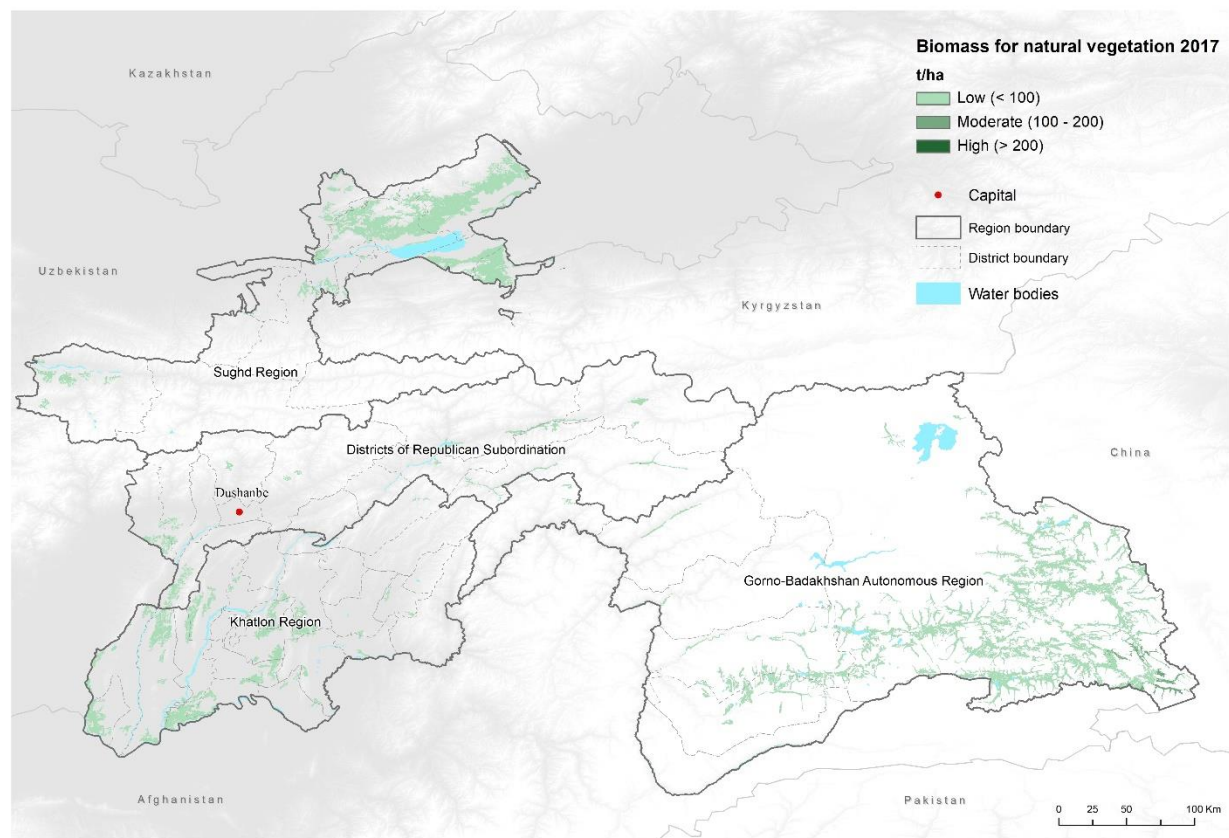 Biomass for natural vegetation 2017
t/ha
Low (< 100)
Moderate (100 - 200)
High (> 200)
Capital
Region boundary
District boundary
Water bodies
Kazakhstan
Uzbekistan
Kyrgyzstan
Sughd Region
Districts of Republican Subordination
China
Dushanbe
Gorno-Badakhshan Autonomous Region
Khatlon Region
Afghanistan
Pakistan
0 25 50 100 Km